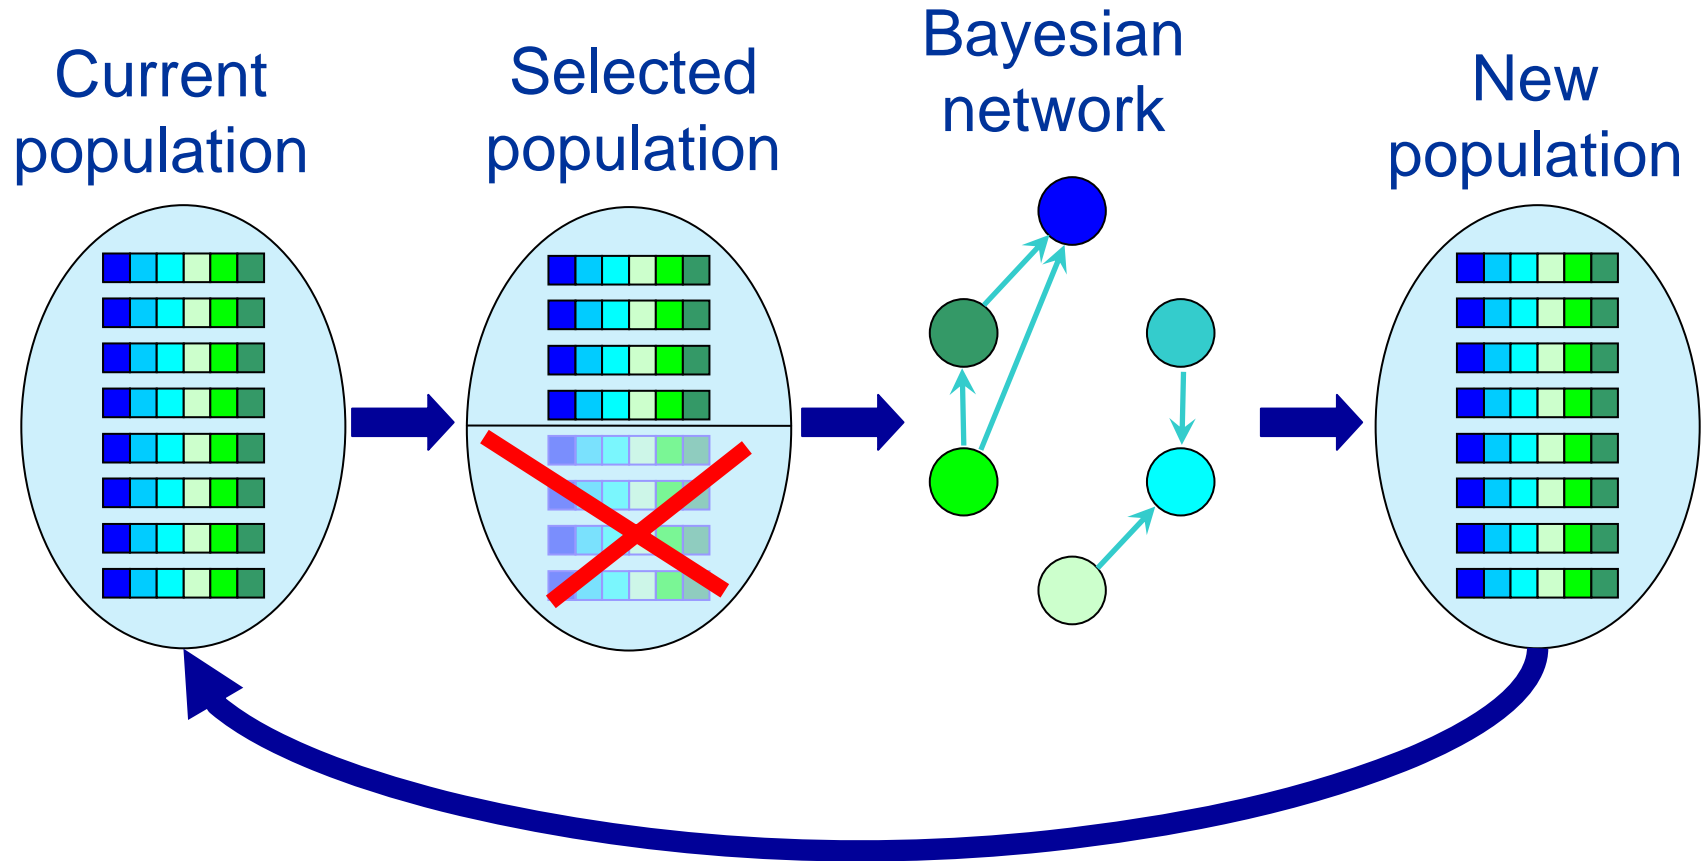 Current
population
Selected
population
Bayesian
network
New
population